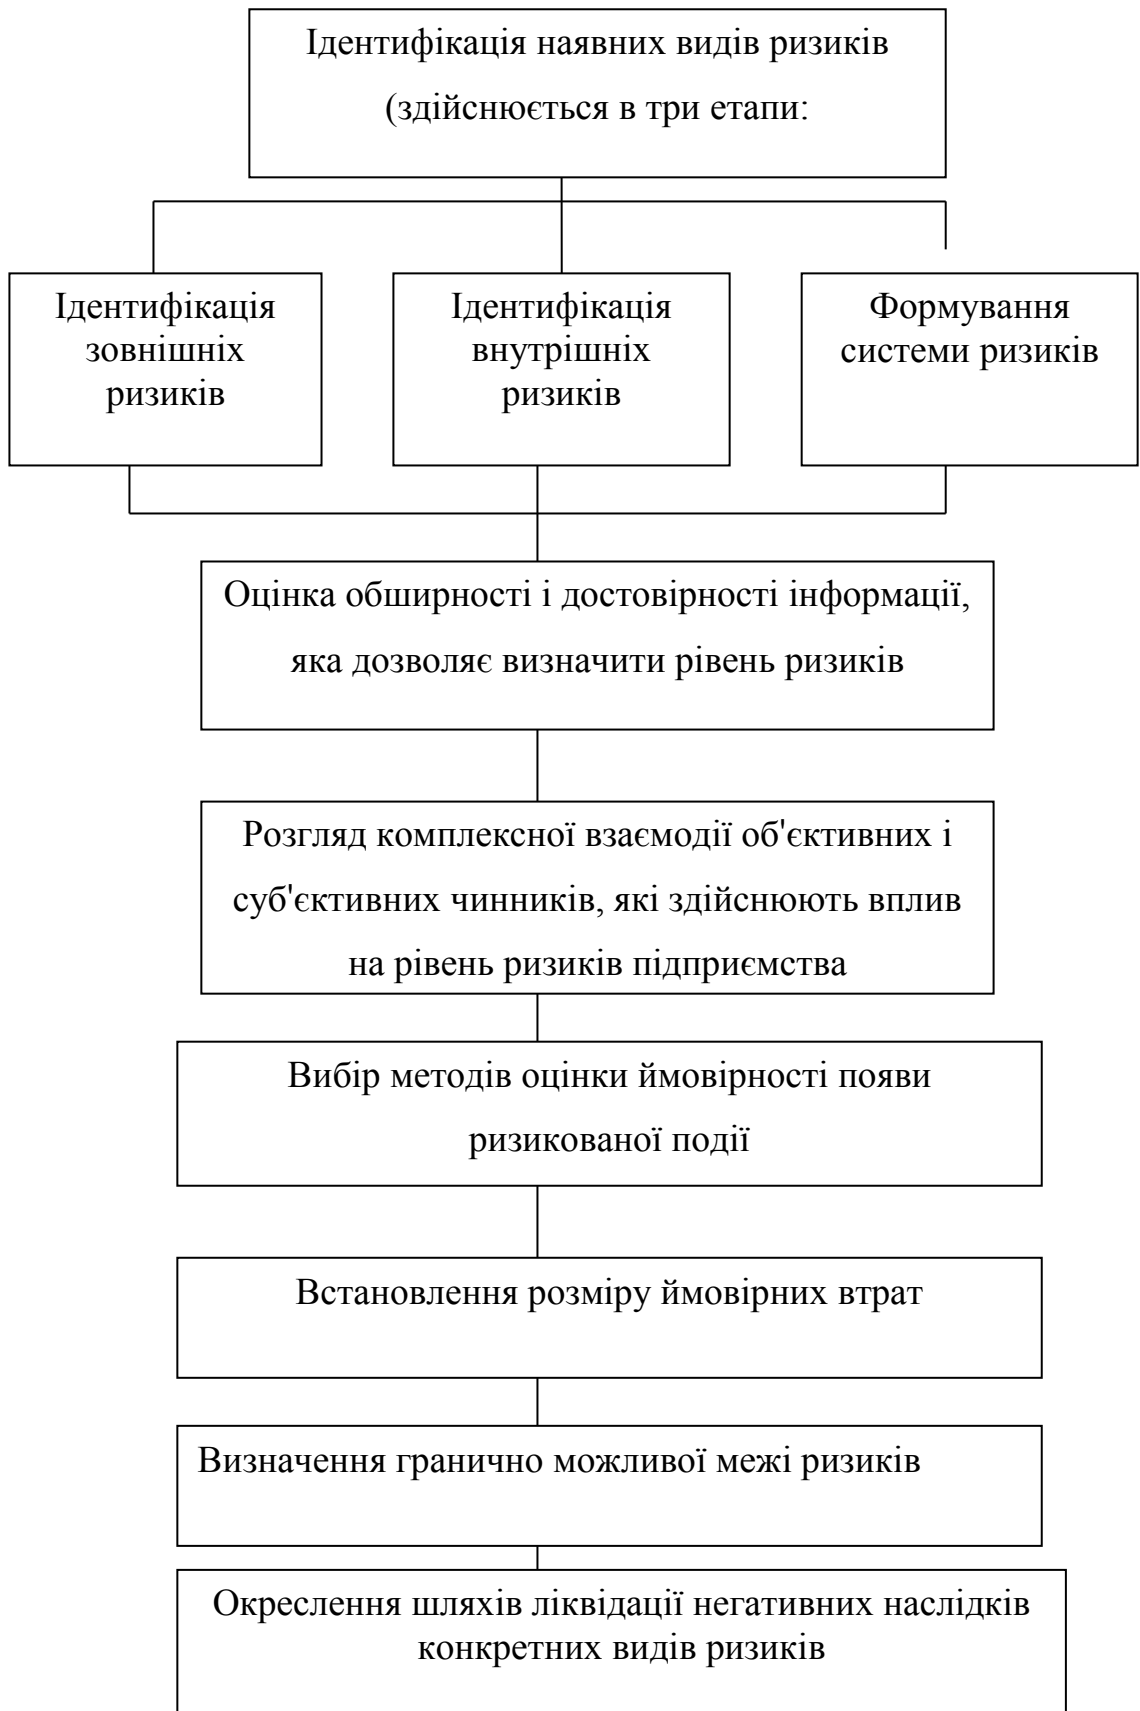 Ідентифікація наявних видів ризиків
(здійснюється в три етапи:
Ідентифікація
зовнішніх
ризиків
Ідентифікація
внутрішніх
ризиків
Формування
системи ризиків
Оцінка обширності і достовірності інформації,
яка дозволяє визначити рівень ризиків
Розгляд комплексної взаємодії об'єктивних і
суб'єктивних чинників, які здійснюють вплив
на рівень ризиків підприємства
Вибір методів оцінки ймовірності появи
ризикованої події
Встановлення розміру ймовірних втрат
Визначення гранично можливої межі ризиків
Окреслення шляхів ліквідації негативних наслідків
конкретних видів ризиків